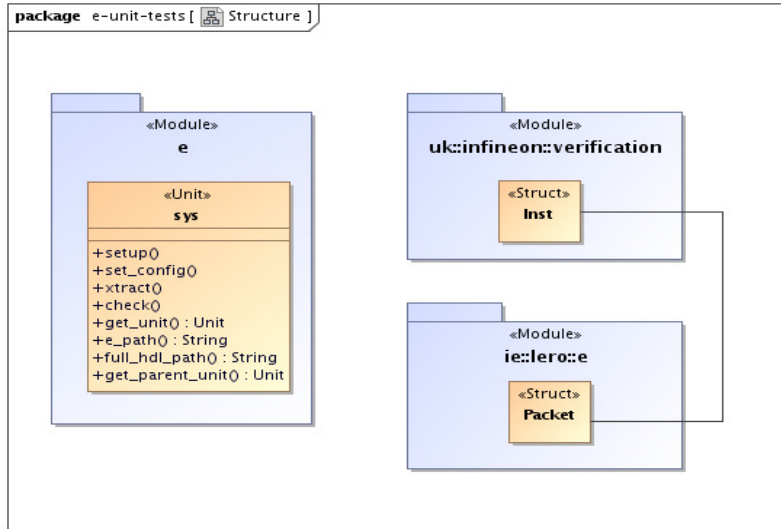 package e-unit-tests [ Structure ]
«Module»
e
«Unit»
sys
+setup()
+set_config()
+xtract()
+check()
+get_unit() : Unit
+e_path() : String
+full_hdl_path() : String
+get_parent_unit() : Unit
«Module»
uk::infineon::verification
«Struct»
Inst
«Module»
ie::lero::e
«Struct»
Packet